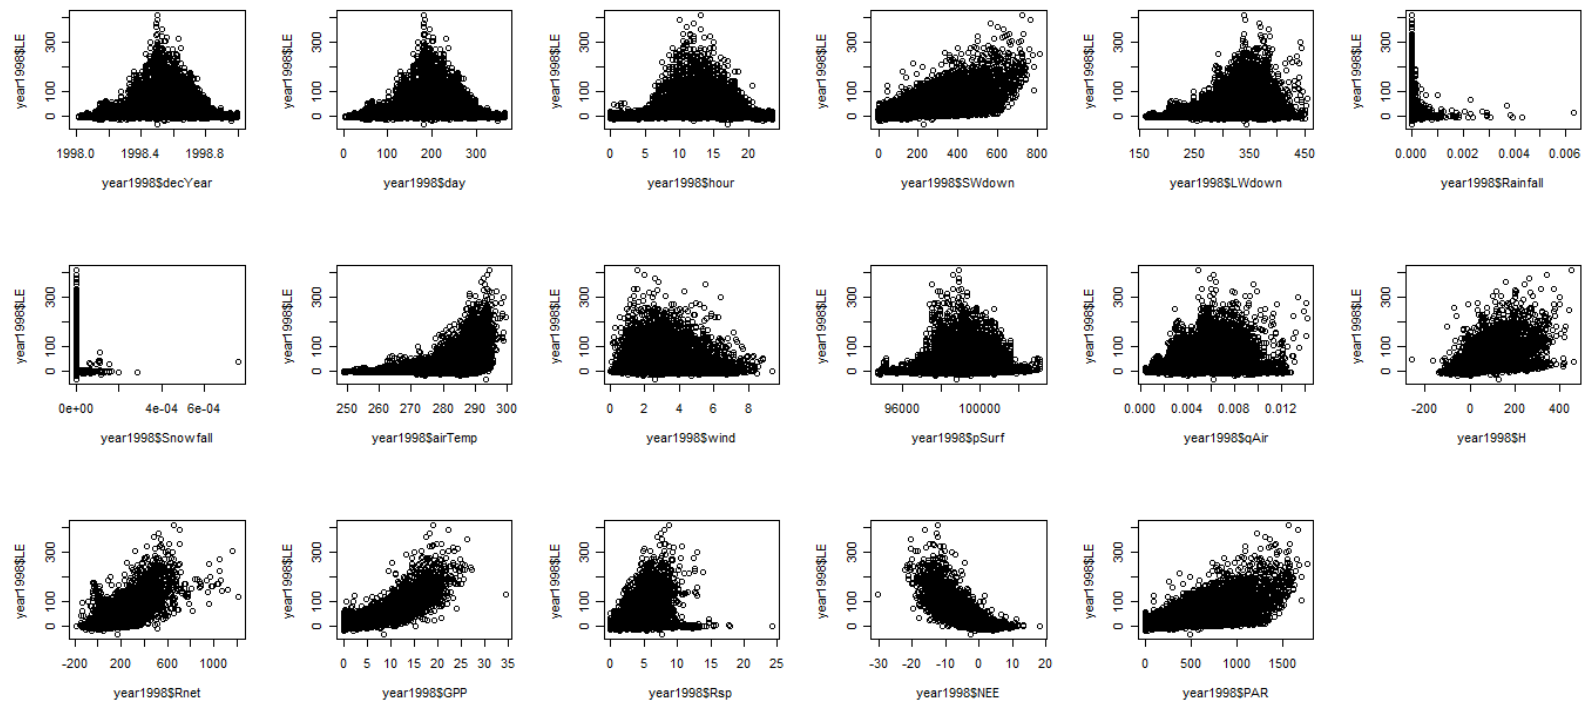 year1998$LE
0 100 300
1998.0 1998.4 1998.8
year1998$decYear
year1998$LE
0 100 300
0 100 200 300
year1998$day
year1998$LE
0 100 300
0 5 10 15 20
year1998$hour
year1998$LE
0 100 300
0 200 400 600 800
year1998$SWdown
year1998$LE
0 100 300
150 250 350 450
year1998$LWdown
year1998$LE
0 100 300
0.000 0.002 0.004 0.006
year1998$Rainfall
year1998$LE
0 100 300
0e+00 4e-04 6e-04
year1998$Snowfall
year1998$LE
0 100 300
250 260 270 280 290 300
year1998$airTemp
year1998$LE
0 100 300
0 2 4 6 8
year1998$wind
year1998$LE
0 100 300
96000 100000
year1998$pSurf
year1998$LE
0 100 300
0.000 0.004 0.008 0.012
year1998$qAir
year1998$LE
0 100 300
-200 0 200 400
year1998$H
year1998$LE
0 100 300
-200 200 600 1000
year1998$Rnet
year1998$LE
0 100 300
0 5 10 15 20 25 30 35
year1998$GPP
year1998$LE
0 100 300
0 5 10 15 20 25
year1998$Rsp
year1998$LE
0 100 300
-30 -20 -10 0 10 20
year1998$NEE
year1998$LE
0 100 300
0 500 1000 1500
year1998$PAR